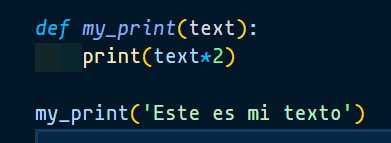 def my_print(text):
    print(text*2)
my_print('Este es mi texto')